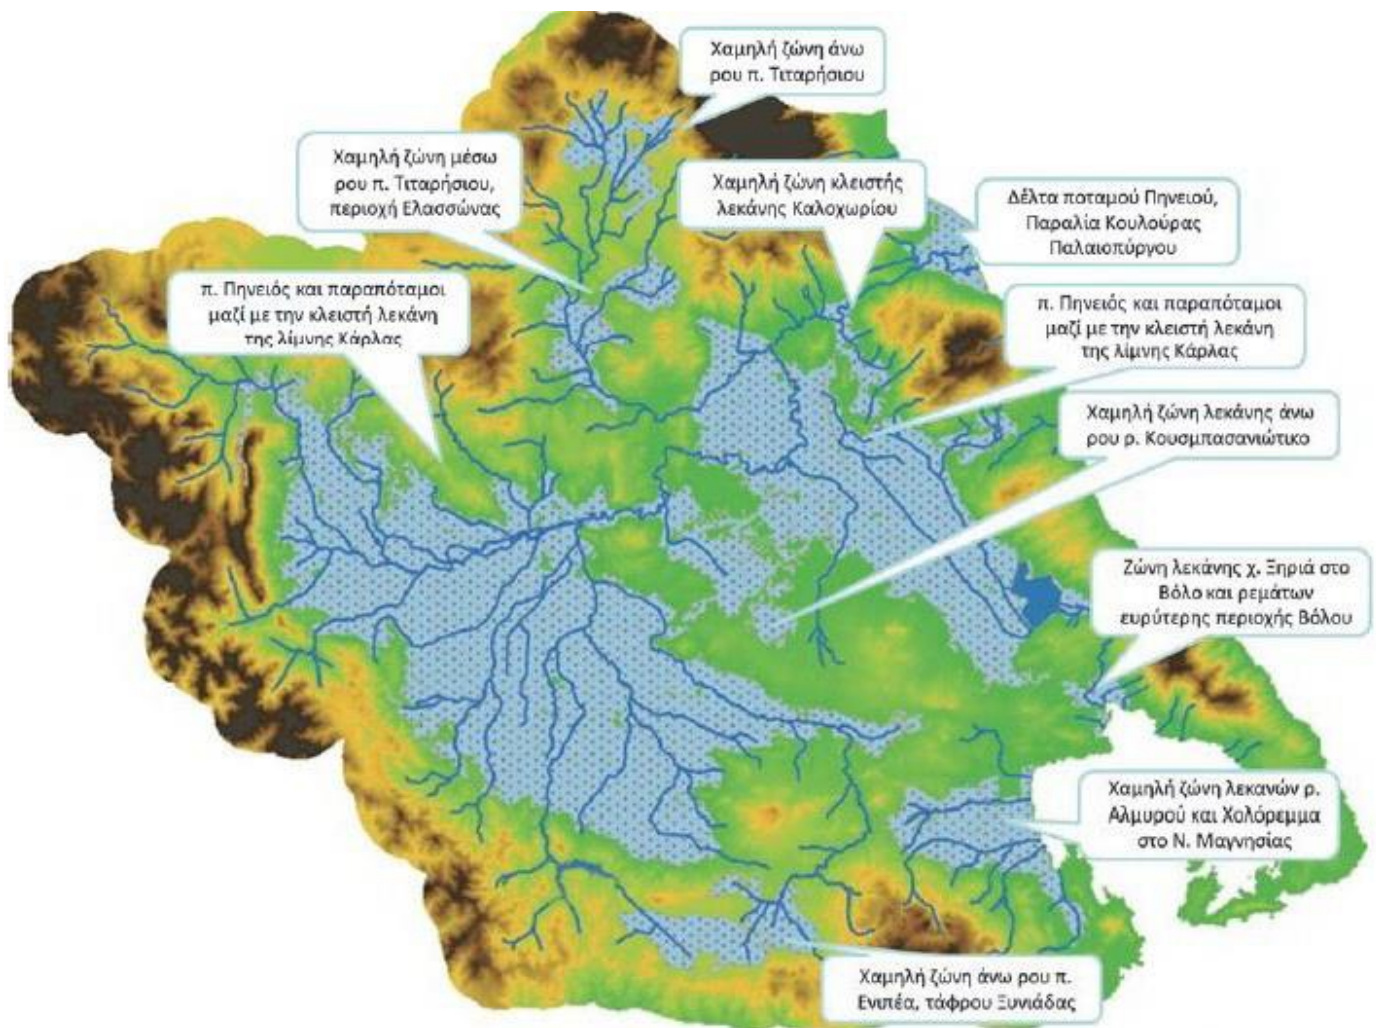 Χαμηλή ζώνη άνω
ρου π. Τιταρήσιου
Χαμηλή ζώνη μέσω
ρου π. Τιταρήσιου,
περιοχή Ελασσώνας
Χαμηλή ζώνη κλειστής
λεκάνης Καλοχωρίου
Δέλτα ποταμού Πηνειού,
Παραλία Κουλούρας
Παλαιοπύργου
π. Πηνειός και παραπόταμοι
μαζί με την κλειστή λεκάνη
της λίμνης Κάρλας
π. Πηνειός και παραπόταμοι
μαζί με την κλειστή λεκάνη
της λίμνης Κάρλας
Χαμηλή ζώνη λεκάνης άνω
ρου ρ. Κουσμπασανιώτικο
Ζώνη λεκάνης χ. Ξηριά στο
Βόλο και ρεμάτων
ευρύτερης περιοχής Βόλου
Χαμηλή ζώνη λεκανών ρ.
Αλμυρού και Χολόρεμμα
στο Ν. Μαγνησίας
Χαμηλή ζώνη άνω ρου π.
Ενιπέα, τάφρου Ξυνιάδας